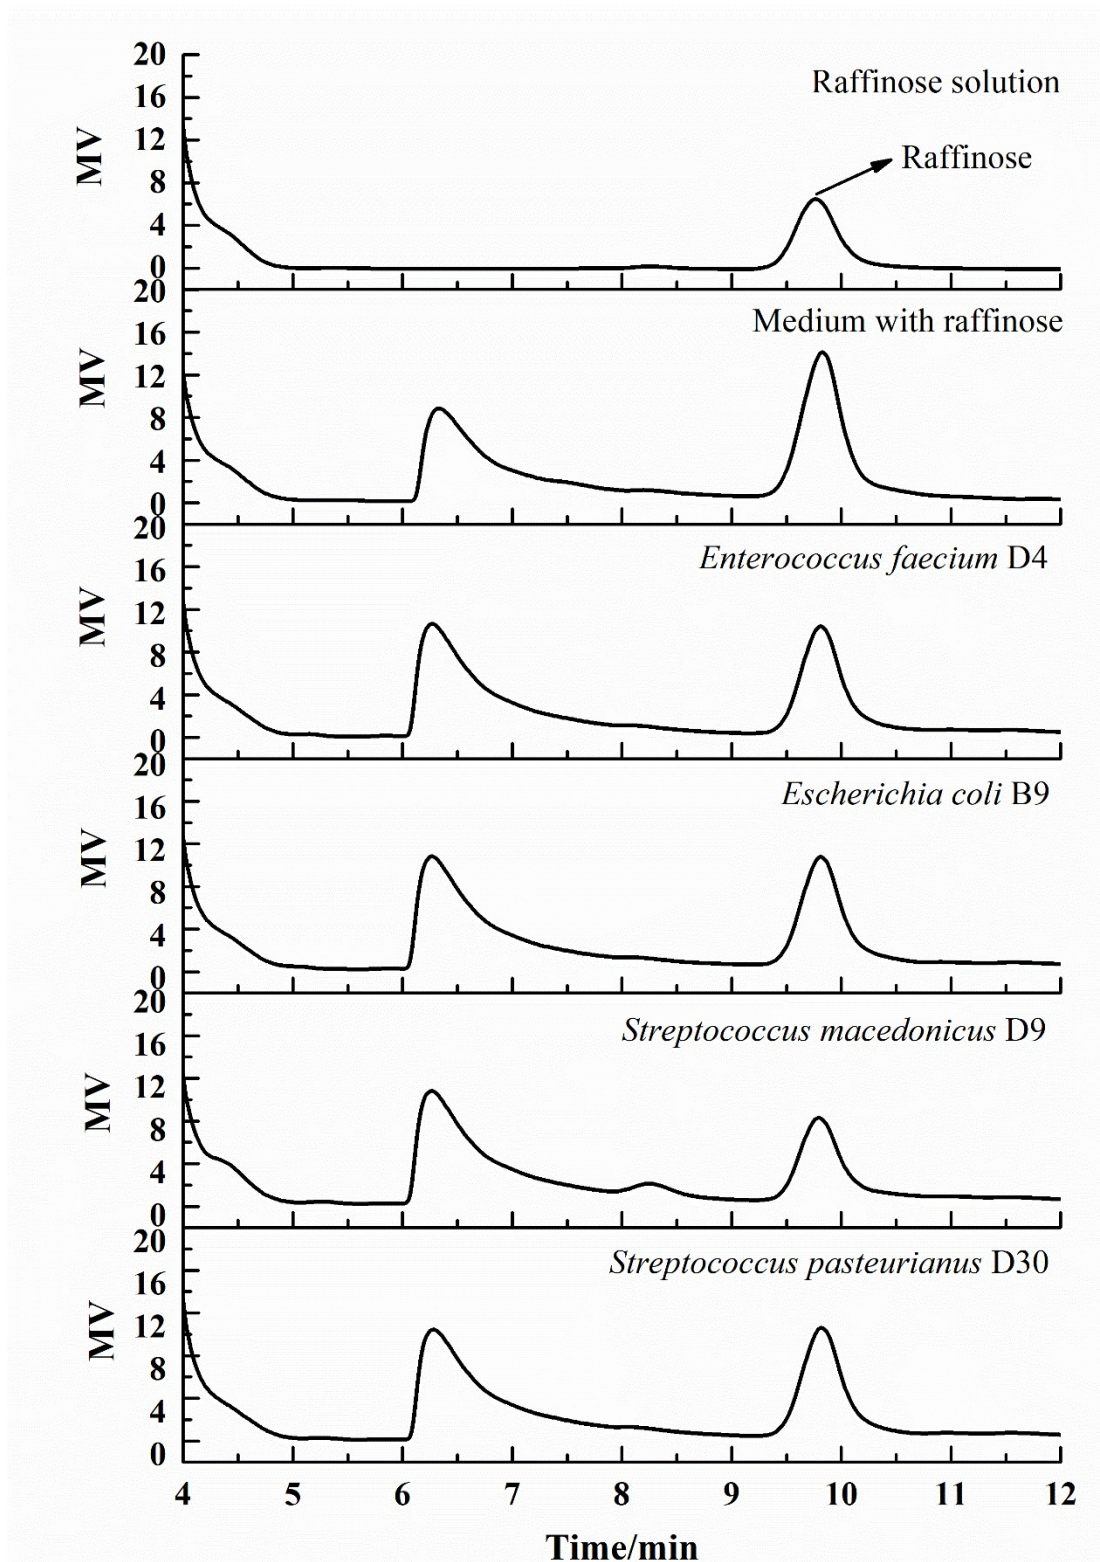 20
Raffinose solution
16
MV
12
Raffinose
8
4
0
20
Medium with raffinose
16
MV
12
8
4
0
20
Enterococcus faecium D4
16
MV
12
8
4
0
20
Escherichia coli B9
16
MV
12
8
4
0
20
Streptococcus macedonicus D9
16
MV
12
8
4
0
20
Streptococcus pasteurianus D30
16
MV
12
8
4
0
4 5 6 7 8 9 10 11 12
Time/min